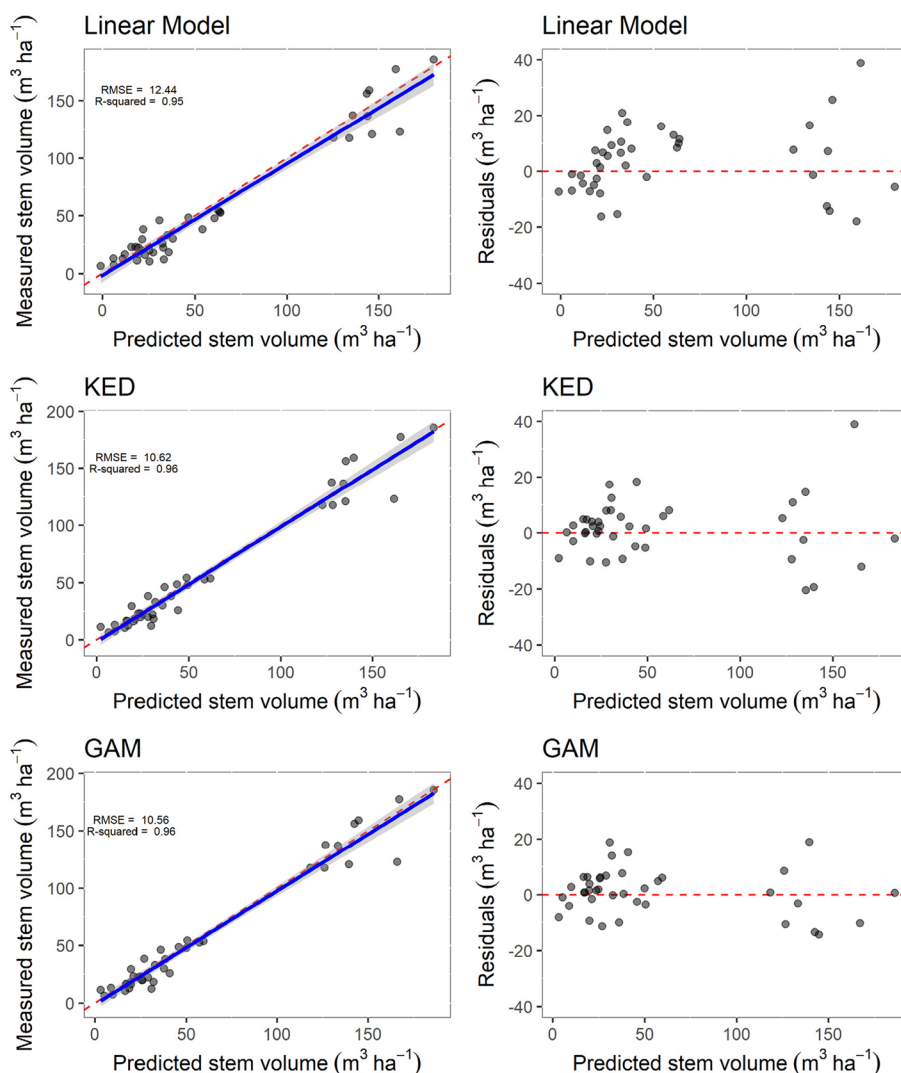 Linear Model
Measured stem volume (m³ ha⁻¹)
150
100
50
0
RMSE = 12.44
R-squared = 0.95
0 50 100 150
Predicted stem volume (m³ ha⁻¹)
Linear Model
Residuals (m³ ha⁻¹)
40
20
0
-20
-40
0 50 100 150
Predicted stem volume (m³ ha⁻¹)
KED
Measured stem volume (m³ ha⁻¹)
200
150
100
50
0
RMSE = 10.62
R-squared = 0.96
0 50 100 150
Predicted stem volume (m³ ha⁻¹)
KED
Residuals (m³ ha⁻¹)
40
20
0
-20
-40
0 50 100 150
Predicted stem volume (m³ ha⁻¹)
GAM
Measured stem volume (m³ ha⁻¹)
200
150
100
50
0
RMSE = 10.56
R-squared = 0.96
0 50 100 150
Predicted stem volume (m³ ha⁻¹)
GAM
Residuals (m³ ha⁻¹)
40
20
0
-20
-40
0 50 100 150
Predicted stem volume (m³ ha⁻¹)